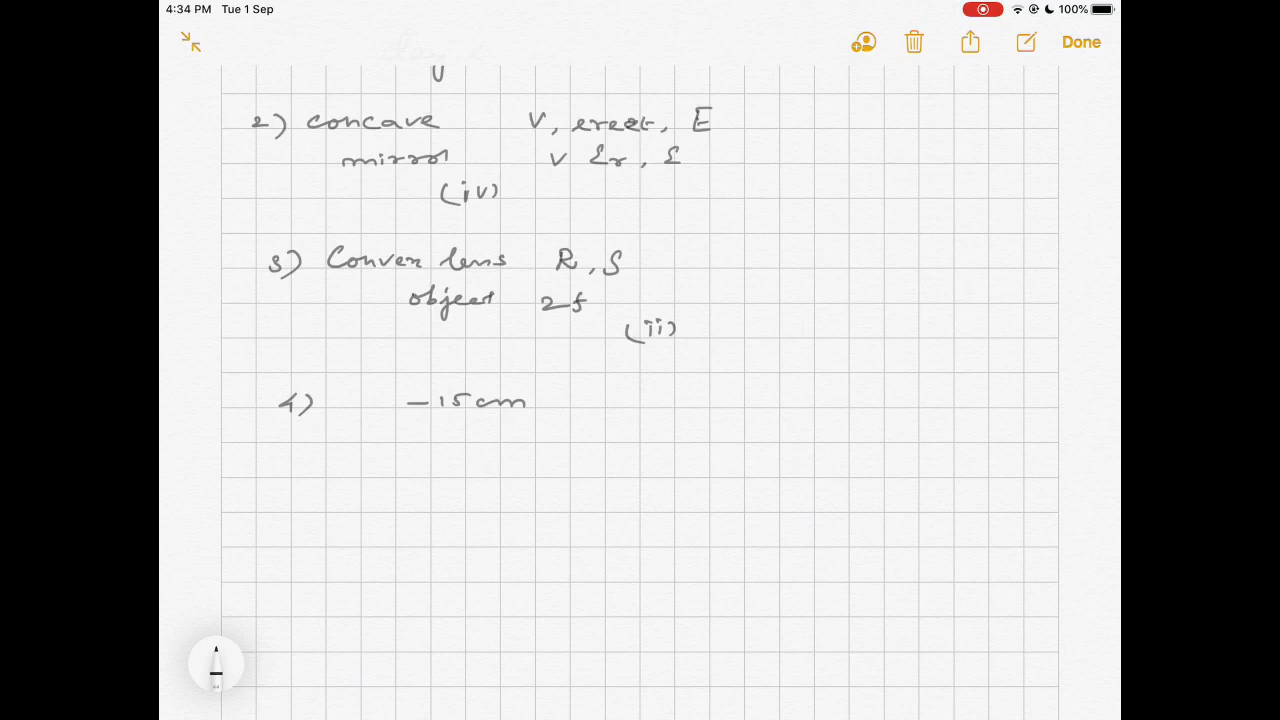 4:34 PM Tue 1 Sep 100%
Done
U
2) concave V, erect, E
mirror V Er, E
(iv)
3) Convex lens R, S
object 2f
(ii)
4) -15cm